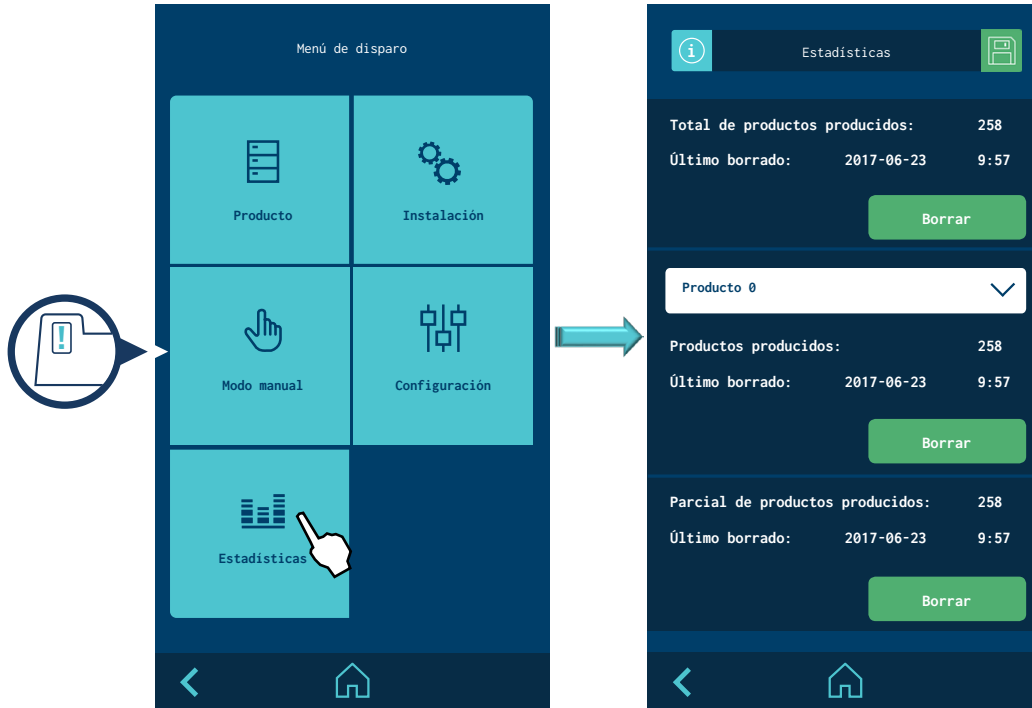 Menú de disparo
Producto
Instalación
Modo manual
Configuración
Estadísticas
!
i
Estadísticas
Total de productos producidos: 258
Último borrado: 2017-06-23 9:57
Borrar
Producto 0
Productos producidos: 258
Último borrado: 2017-06-23 9:57
Borrar
Parcial de productos producidos: 258
Último borrado: 2017-06-23 9:57
Borrar